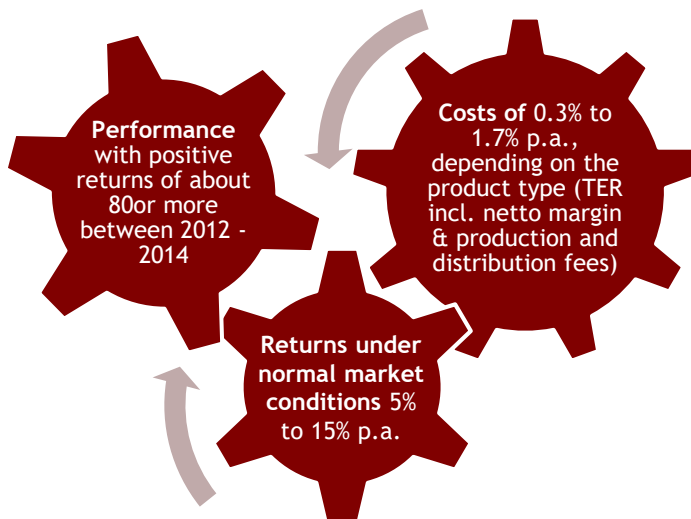 Performance
with positive
returns of about
80or more
between 2012 -
2014
Costs of 0.3% to
1.7% p.a.,
depending on the
product type (TER
incl. netto margin
& production and
distribution fees)
Returns under
normal market
conditions 5%
to 15% p.a.